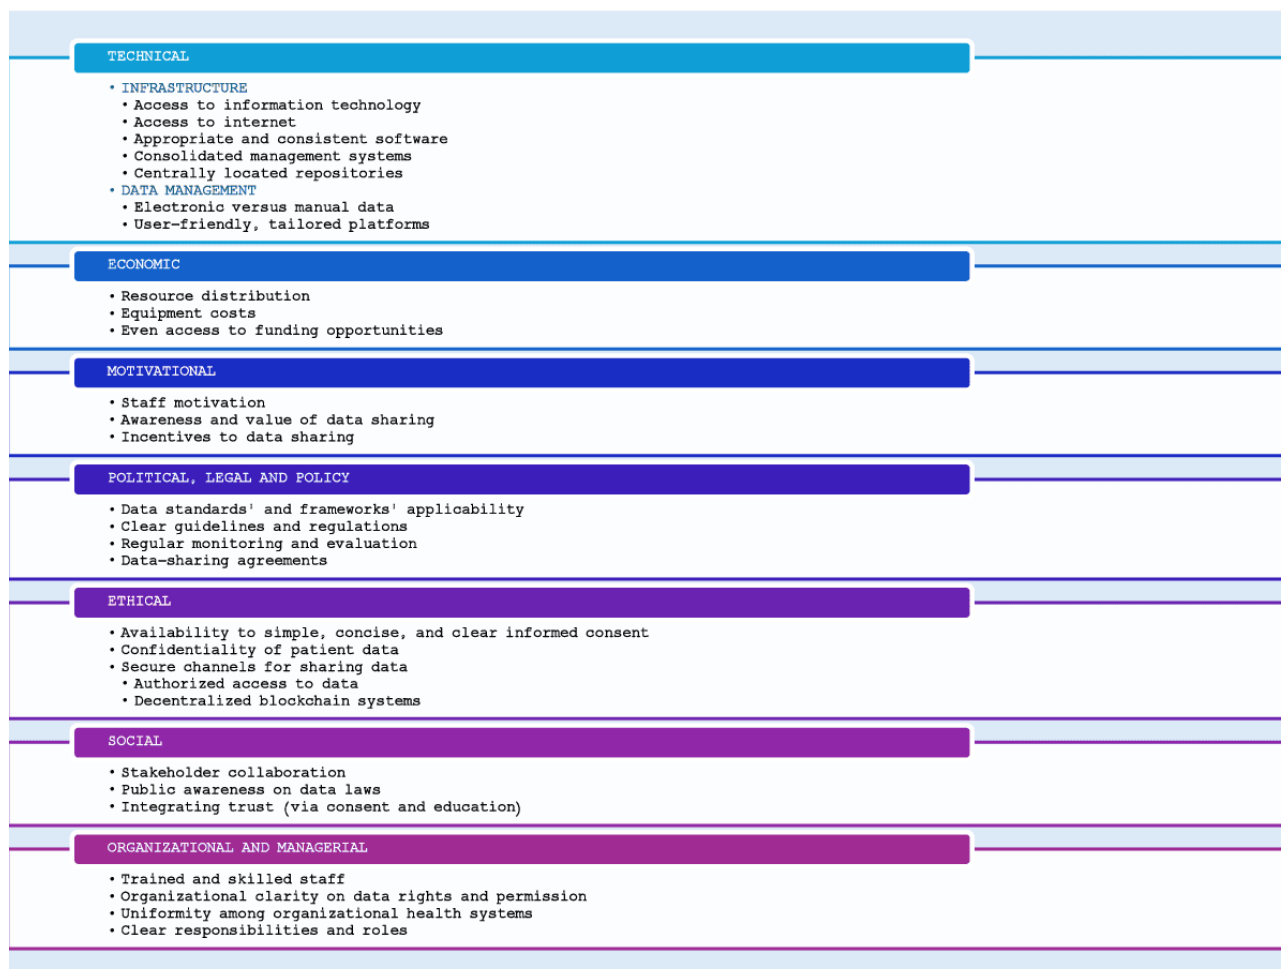 TECHNICAL
• INFRASTRUCTURE
• Access to information technology
• Access to internet
• Appropriate and consistent software
• Consolidated management systems
• Centrally located repositories
• DATA MANAGEMENT
• Electronic versus manual data
• User-friendly, tailored platforms
ECONOMIC
• Resource distribution
• Equipment costs
• Even access to funding opportunities
MOTIVATIONAL
• Staff motivation
• Awareness and value of data sharing
• Incentives to data sharing
POLITICAL, LEGAL AND POLICY
• Data standards' and frameworks' applicability
• Clear guidelines and regulations
• Regular monitoring and evaluation
• Data-sharing agreements
ETHICAL
• Availability to simple, concise, and clear informed consent
• Confidentiality of patient data
• Secure channels for sharing data
• Authorized access to data
• Decentralized blockchain systems
SOCIAL
• Stakeholder collaboration
• Public awareness on data laws
• Integrating trust (via consent and education)
ORGANIZATIONAL AND MANAGERIAL
• Trained and skilled staff
• Organizational clarity on data rights and permission
• Uniformity among organizational health systems
• Clear responsibilities and roles